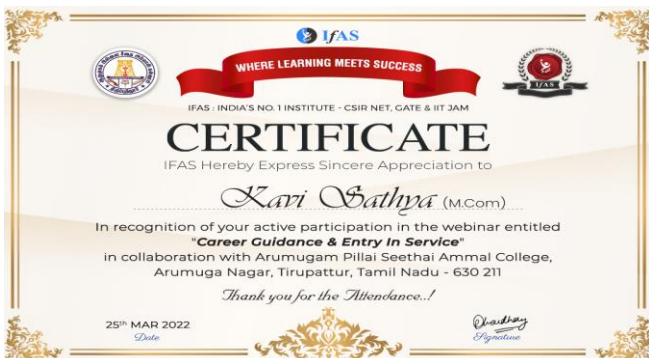 IFAS
WHERE LEARNING MEETS SUCCESS
IFAS
IFAS : INDIA'S NO. 1 INSTITUTE - CSIR NET, GATE & IIT JAM
CERTIFICATE
IFAS Hereby Express Sincere Appreciation to
Kavi Sathya (M.Com)
In recognition of your active participation in the webinar entitled
"Career Guidance & Entry In Service"
in collaboration with Arumugam Pillai Seethai Ammal College,
Arumuga Nagar, Tirupattur, Tamil Nadu - 630 211
Thank you for the Attendance..!
25th MAR 2022
Date
Chaudhary
Signature